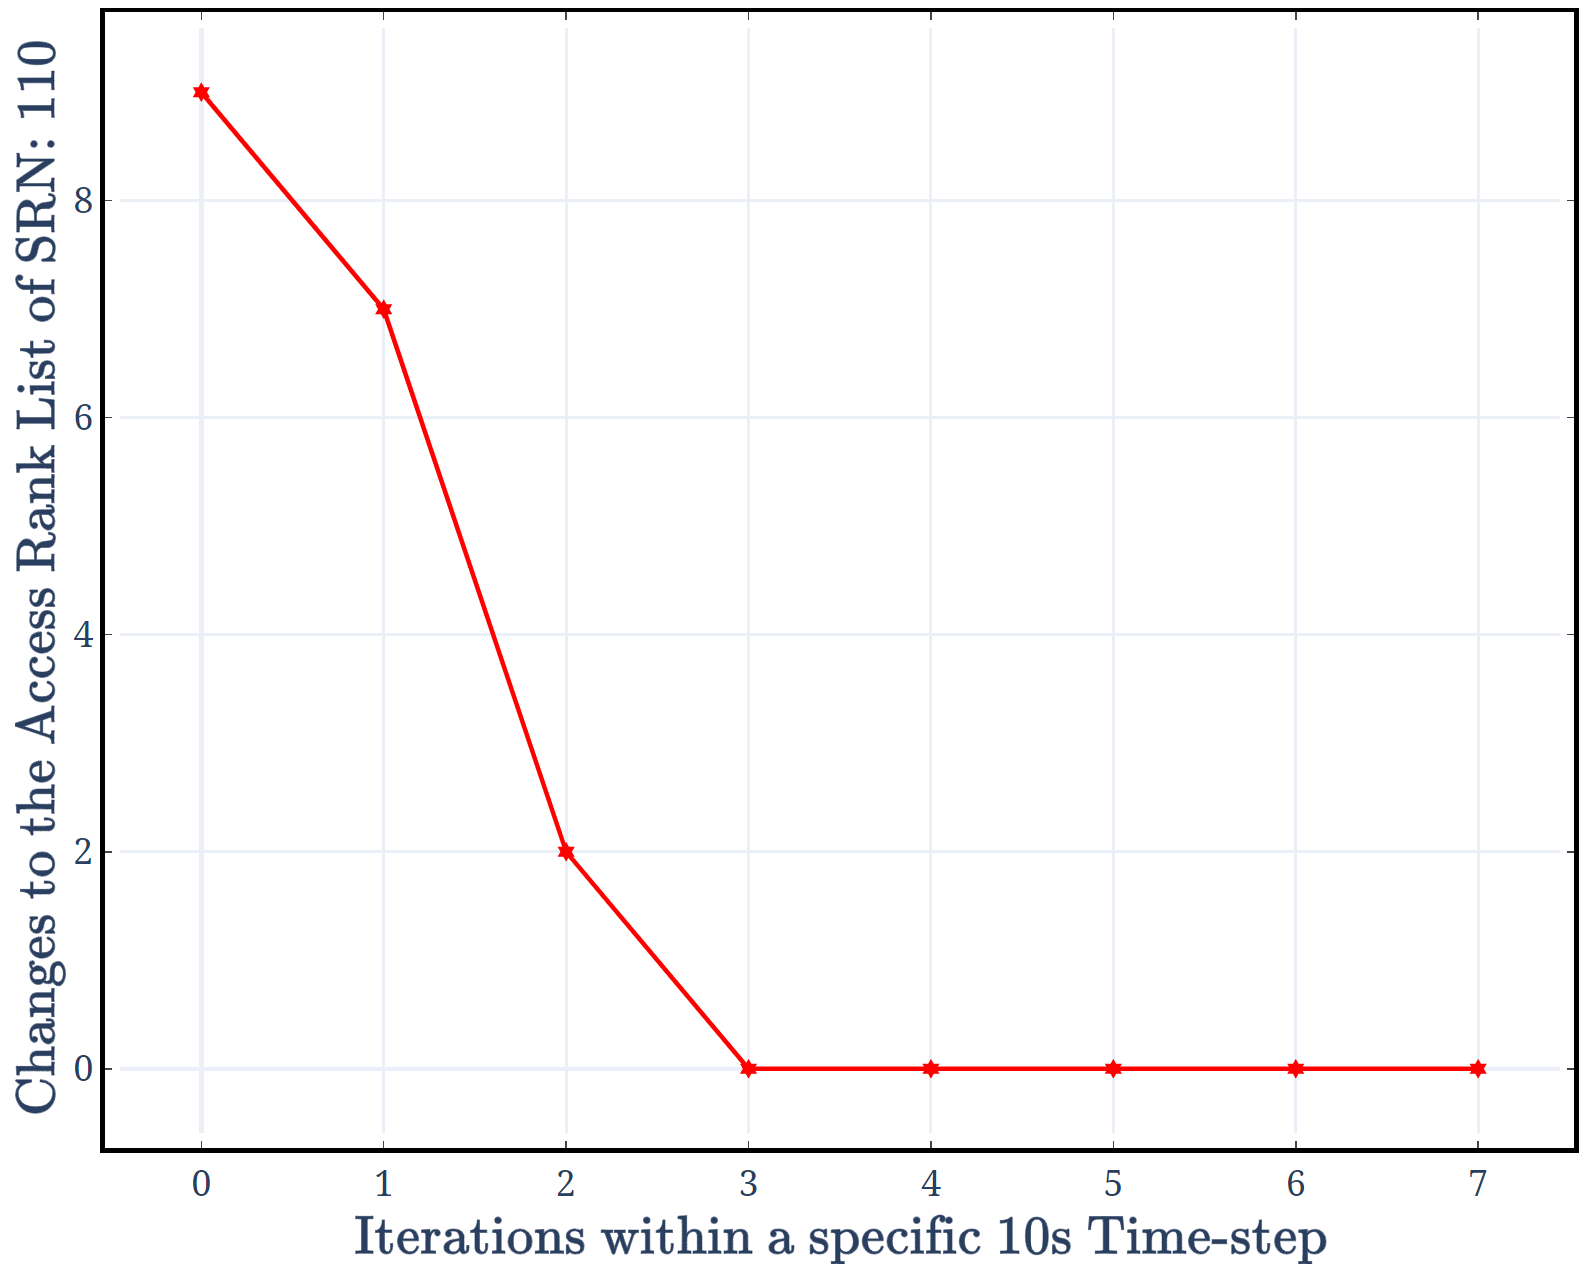 Changes to the Access Rank List of SRN: 110
8
6
4
2
0
0 1 2 3 4 5 6 7
Iterations within a specific 10s Time-step